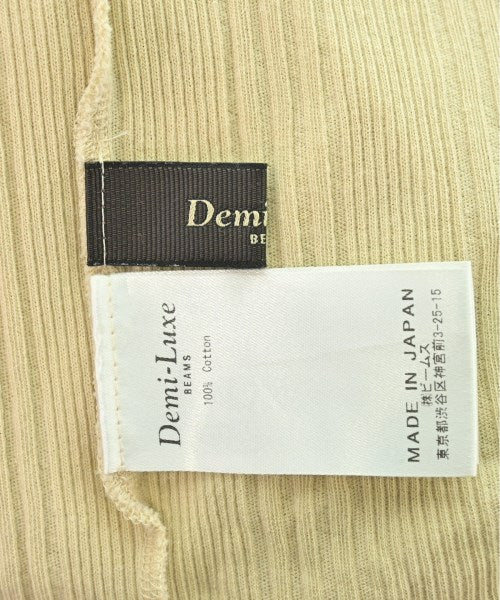 Demi-
BE
Demi-Luxe
BEAMS
100% Cotton
MADE IN JAPAN
㈱ビームス
東京都渋谷区神宮前3-25-15